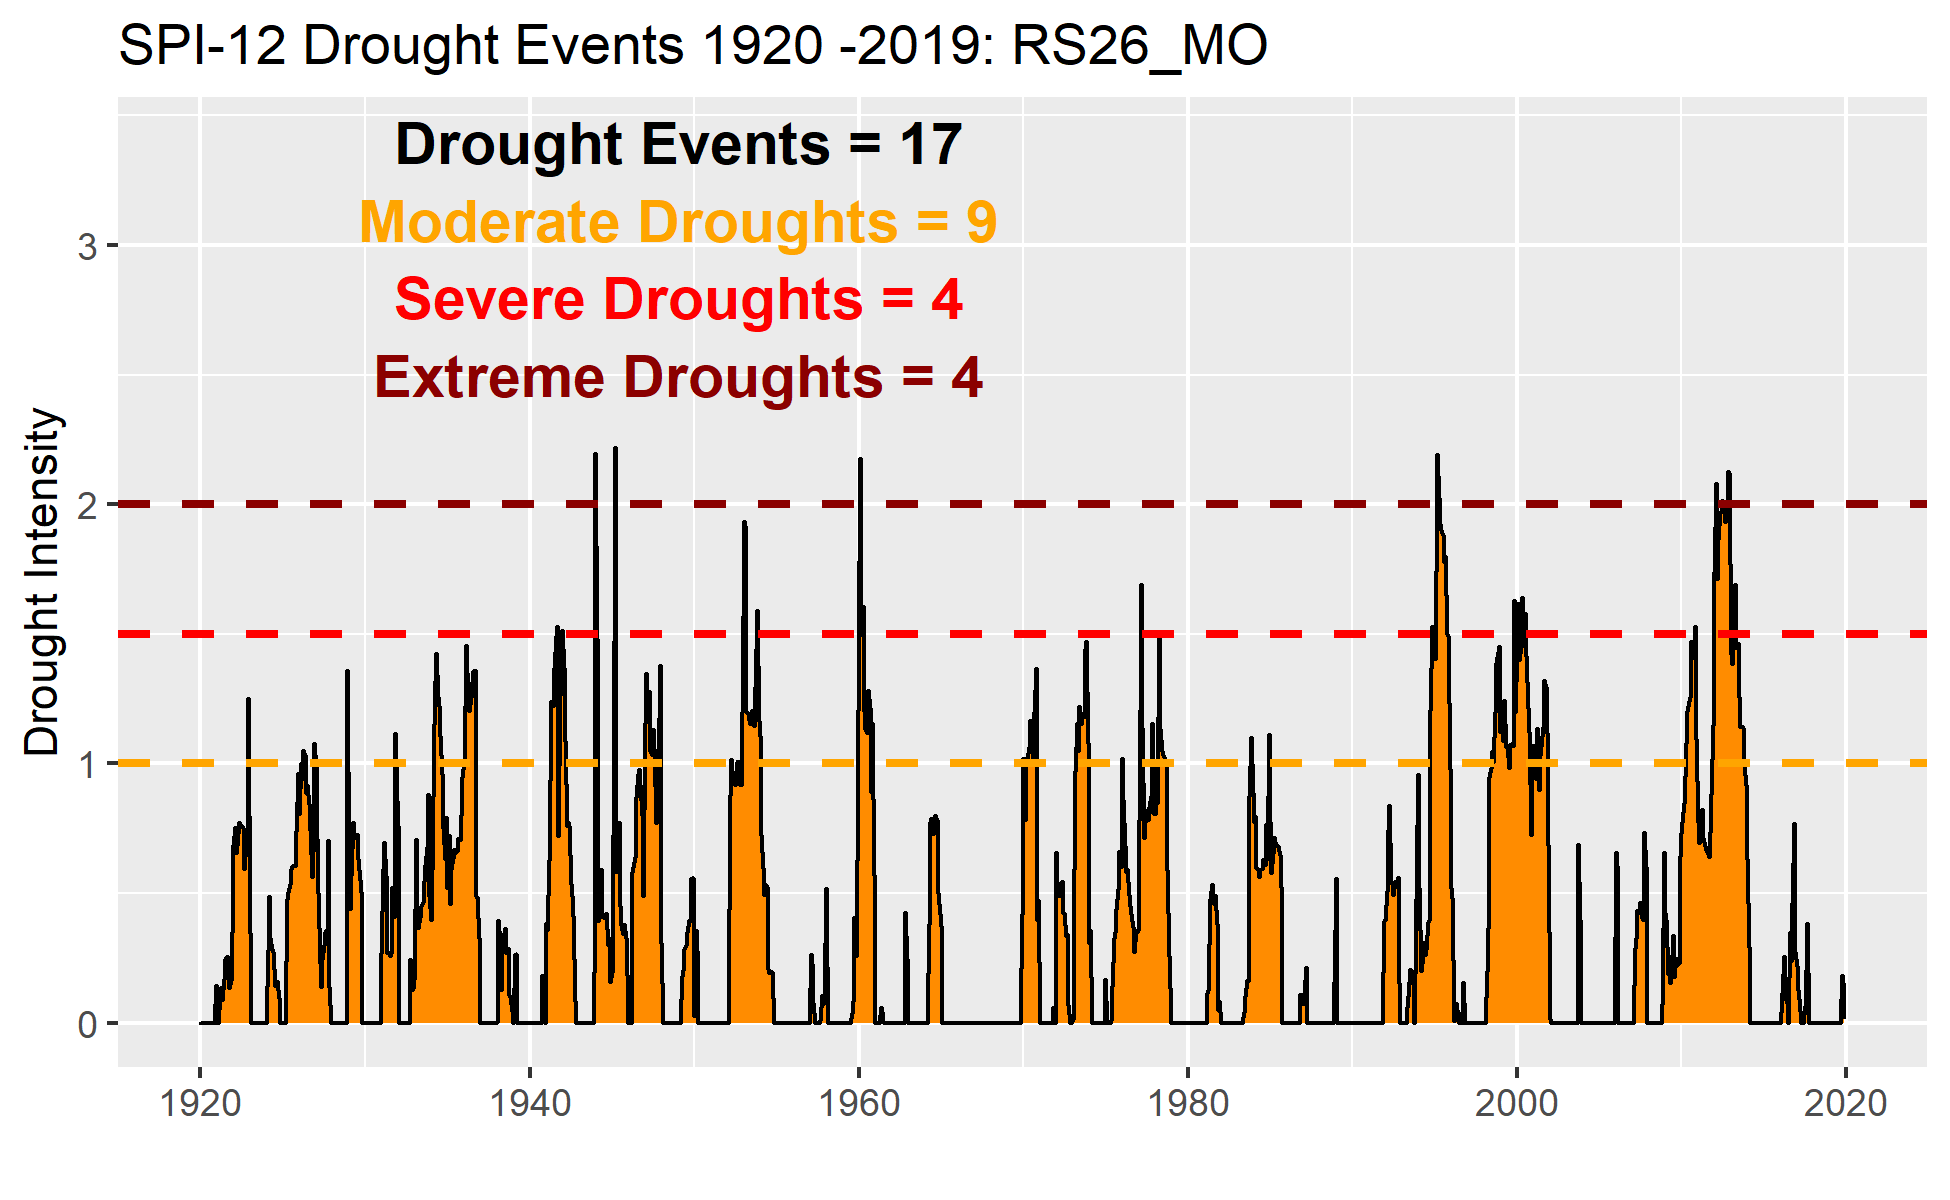 SPI-12 Drought Events 1920 -2019: RS26_MO
Drought Events = 17
Moderate Droughts = 9
Severe Droughts = 4
Extreme Droughts = 4
Drought Intensity
3
2
1
0
1920 1940 1960 1980 2000 2020